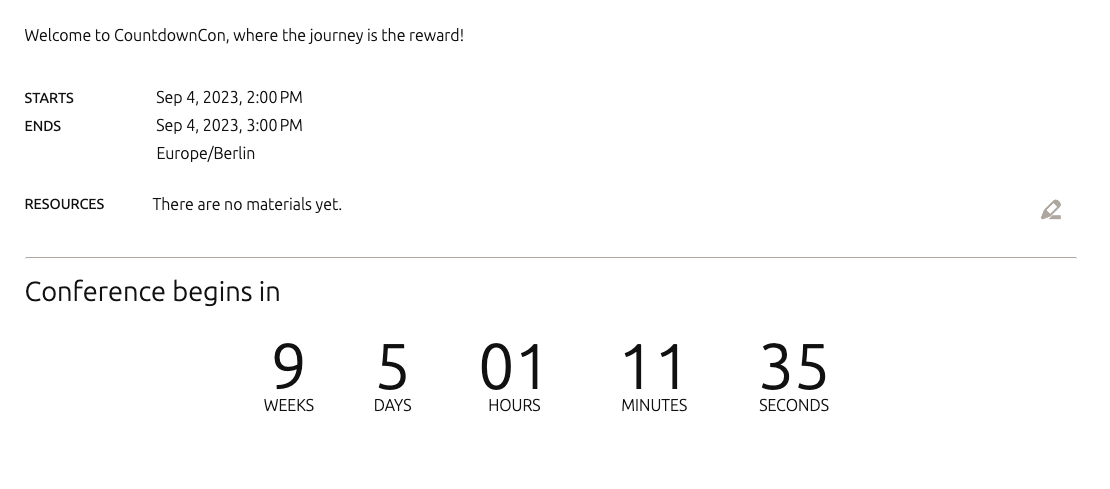 Welcome to CountdownCon, where the journey is the reward!
STARTS Sep 4, 2023, 2:00 PM
ENDS Sep 4, 2023, 3:00 PM
Europe/Berlin
RESOURCES There are no materials yet.
Conference begins in
9 5 01 11 35
WEEKS DAYS HOURS MINUTES SECONDS